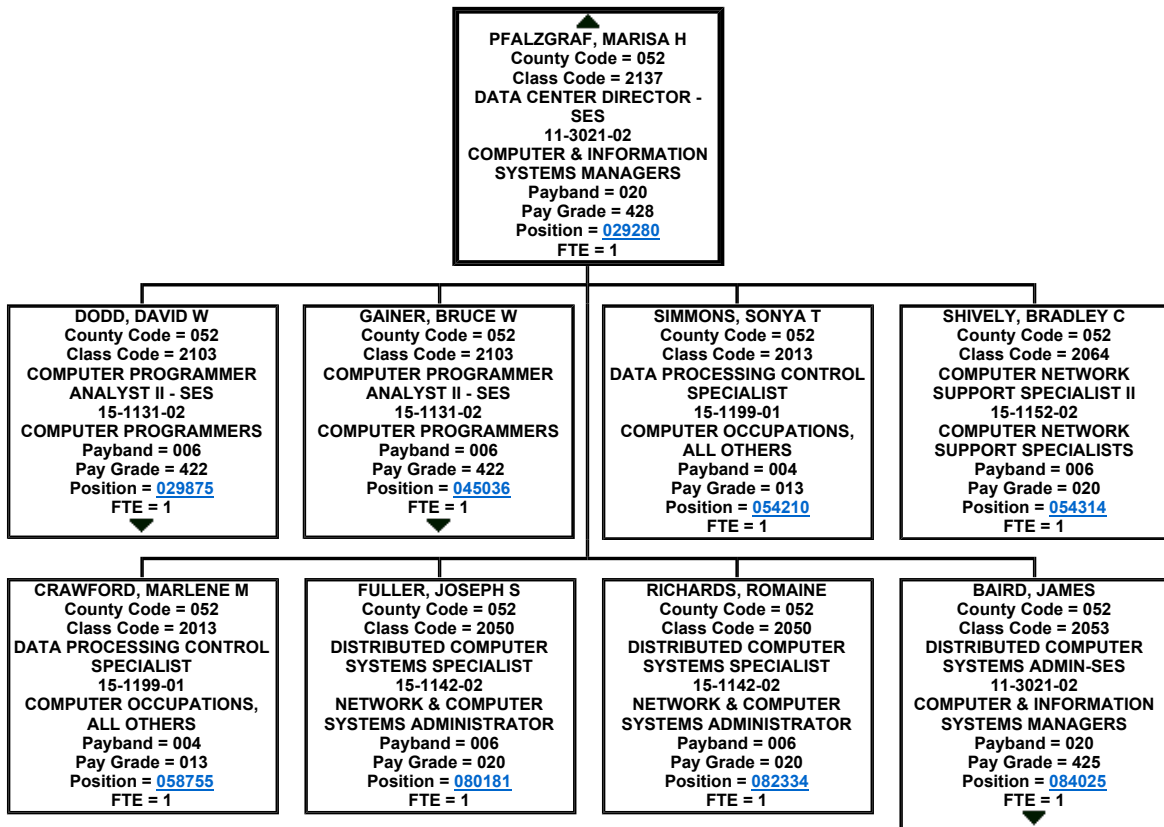 PFALZGRAF, MARISA H
County Code = 052
Class Code = 2137
DATA CENTER DIRECTOR -
SES
11-3021-02
COMPUTER & INFORMATION
SYSTEMS MANAGERS
Payband = 020
Pay Grade = 428
Position = 029280
FTE = 1
DODD, DAVID W
County Code = 052
Class Code = 2103
COMPUTER PROGRAMMER
ANALYST II - SES
15-1131-02
COMPUTER PROGRAMMERS
Payband = 006
Pay Grade = 422
Position = 029875
FTE = 1
GAINER, BRUCE W
County Code = 052
Class Code = 2103
COMPUTER PROGRAMMER
ANALYST II - SES
15-1131-02
COMPUTER PROGRAMMERS
Payband = 006
Pay Grade = 422
Position = 045036
FTE = 1
SIMMONS, SONYA T
County Code = 052
Class Code = 2013
DATA PROCESSING CONTROL
SPECIALIST
15-1199-01
COMPUTER OCCUPATIONS,
ALL OTHERS
Payband = 004
Pay Grade = 013
Position = 054210
FTE = 1
SHIVELY, BRADLEY C
County Code = 052
Class Code = 2064
COMPUTER NETWORK
SUPPORT SPECIALIST II
15-1152-02
COMPUTER NETWORK
SUPPORT SPECIALISTS
Payband = 006
Pay Grade = 020
Position = 054314
FTE = 1
CRAWFORD, MARLENE M
County Code = 052
Class Code = 2013
DATA PROCESSING CONTROL
SPECIALIST
15-1199-01
COMPUTER OCCUPATIONS,
ALL OTHERS
Payband = 004
Pay Grade = 013
Position = 058755
FTE = 1
FULLER, JOSEPH S
County Code = 052
Class Code = 2050
DISTRIBUTED COMPUTER
SYSTEMS SPECIALIST
15-1142-02
NETWORK & COMPUTER
SYSTEMS ADMINISTRATOR
Payband = 006
Pay Grade = 020
Position = 080181
FTE = 1
RICHARDS, ROMAINE
County Code = 052
Class Code = 2050
DISTRIBUTED COMPUTER
SYSTEMS SPECIALIST
15-1142-02
NETWORK & COMPUTER
SYSTEMS ADMINISTRATOR
Payband = 006
Pay Grade = 020
Position = 082334
FTE = 1
BAIRD, JAMES
County Code = 052
Class Code = 2053
DISTRIBUTED COMPUTER
SYSTEMS ADMIN-SES
11-3021-02
COMPUTER & INFORMATION
SYSTEMS MANAGERS
Payband = 020
Pay Grade = 425
Position = 084025
FTE = 1